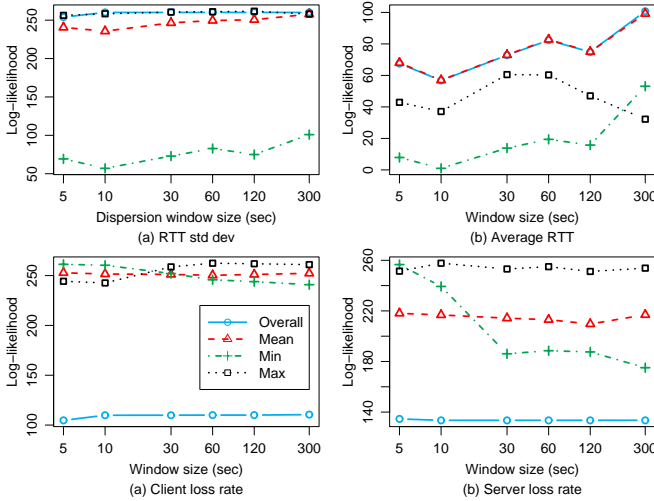 Log−likelihood
50
100
150
200
250
5
10
30
60
120
300
Dispersion window size (sec)
(a) RTT std dev
Log−likelihood
0
20
40
60
80
100
5
10
30
60
120
300
Window size (sec)
(b) Average RTT
Log−likelihood
100
150
200
250
Overall
Mean
Min
Max
5
10
30
60
120
300
Window size (sec)
(a) Client loss rate
Log−likelihood
140
180
220
260
5
10
30
60
120
300
Window size (sec)
(b) Server loss rate